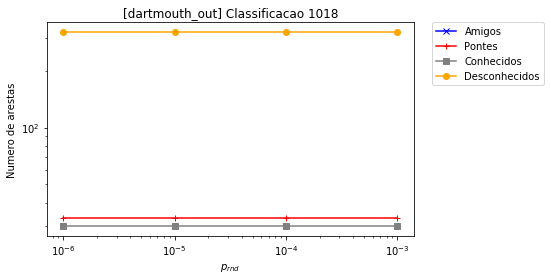 [dartmouth_out] Classificacao 1018
Amigos
Pontes
Conhecidos
Desconhecidos
Numero de arestas
10²
10⁻⁶
10⁻⁵
10⁻⁴
10⁻³
p_rnd